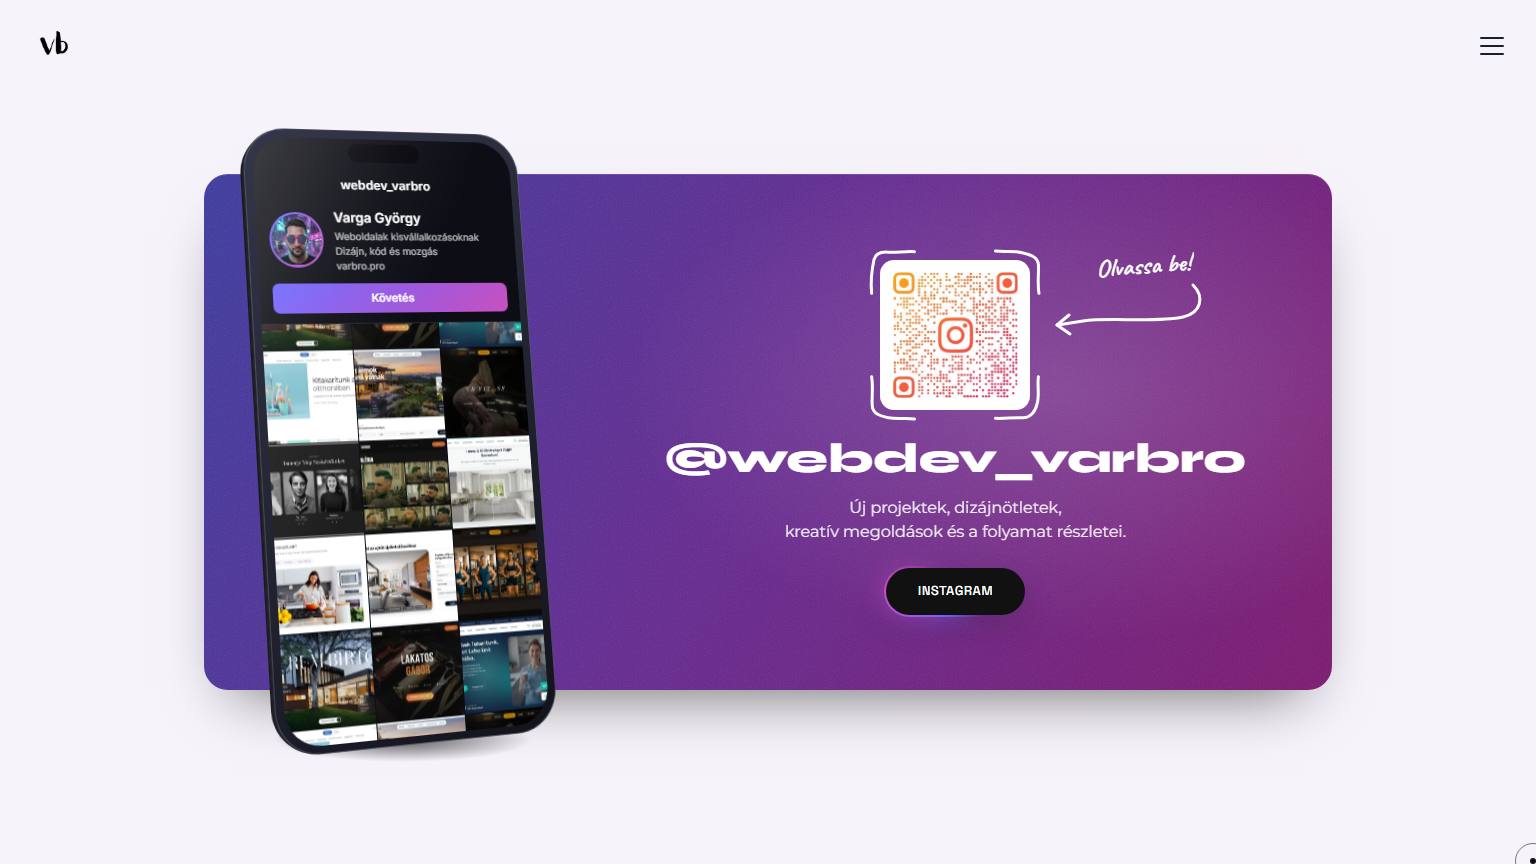 vb
webdev_varbro
Varga György
Weboldalak kisvállalkozásoknak
Dizájn, kód és mozgás
varbro.pro
Követés
LAKATOS
GÁBOR
Olvassa be!
@webdev_varbro
Új projektek, dizájnötletek,
kreatív megoldások és a folyamat részletei.
INSTAGRAM